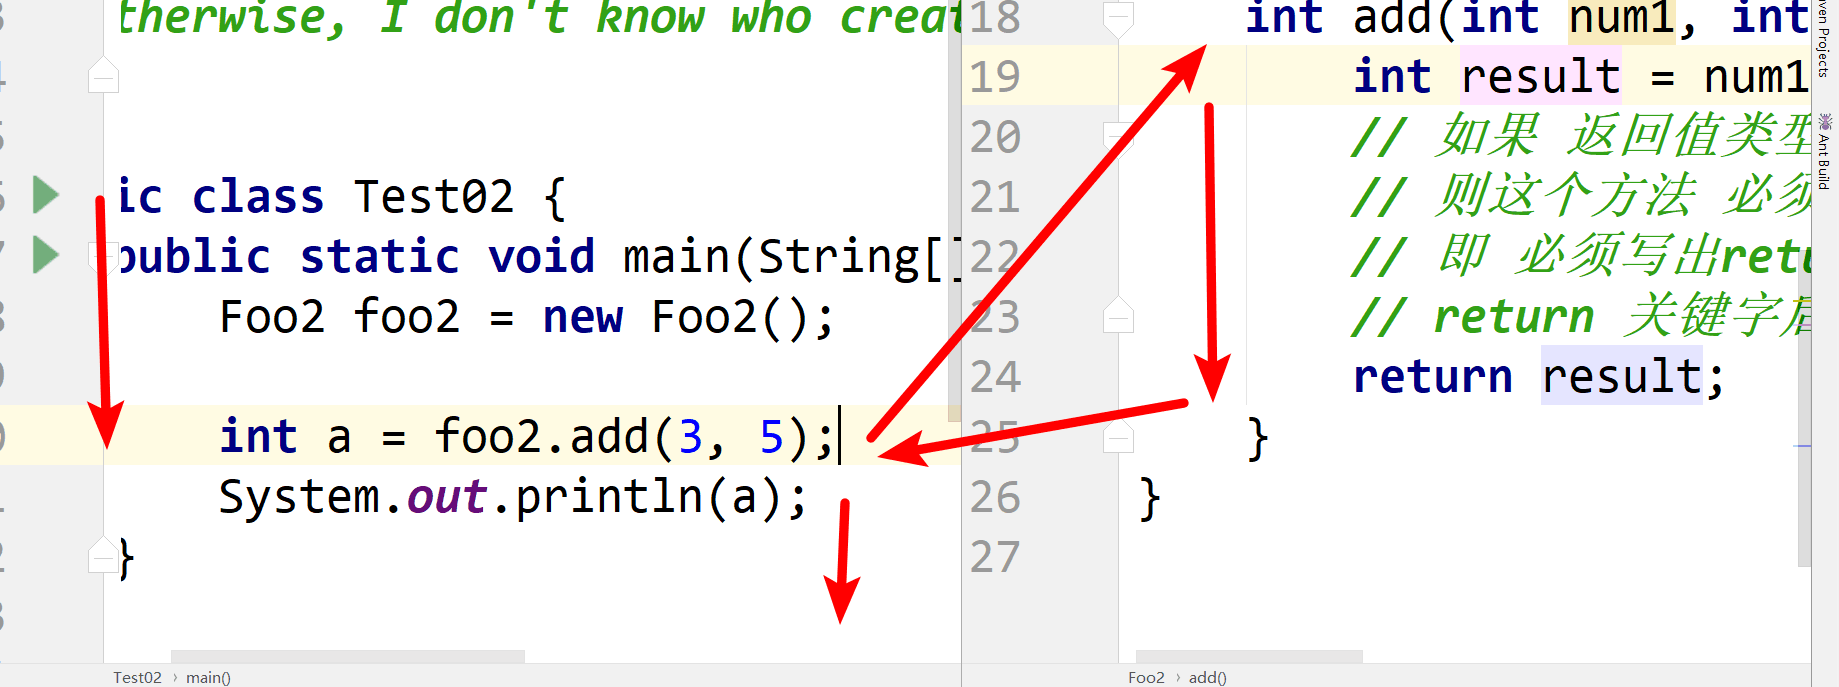 therwise, I don't know who creat
ic class Test02 {
public static void main(String[]
Foo2 foo2 = new Foo2();
int a = foo2.add(3, 5);
System.out.println(a);
}
Test02 › main()
18 int add(int num1, int
19 int result = num1
20 // 如果 返回值类型
21 // 则这个方法 必须
22 // 即 必须写出retu
23 // return 关键字后
24 return result;
25 }
26 }
27
Foo2 › add()
ven Projects
Ant Build